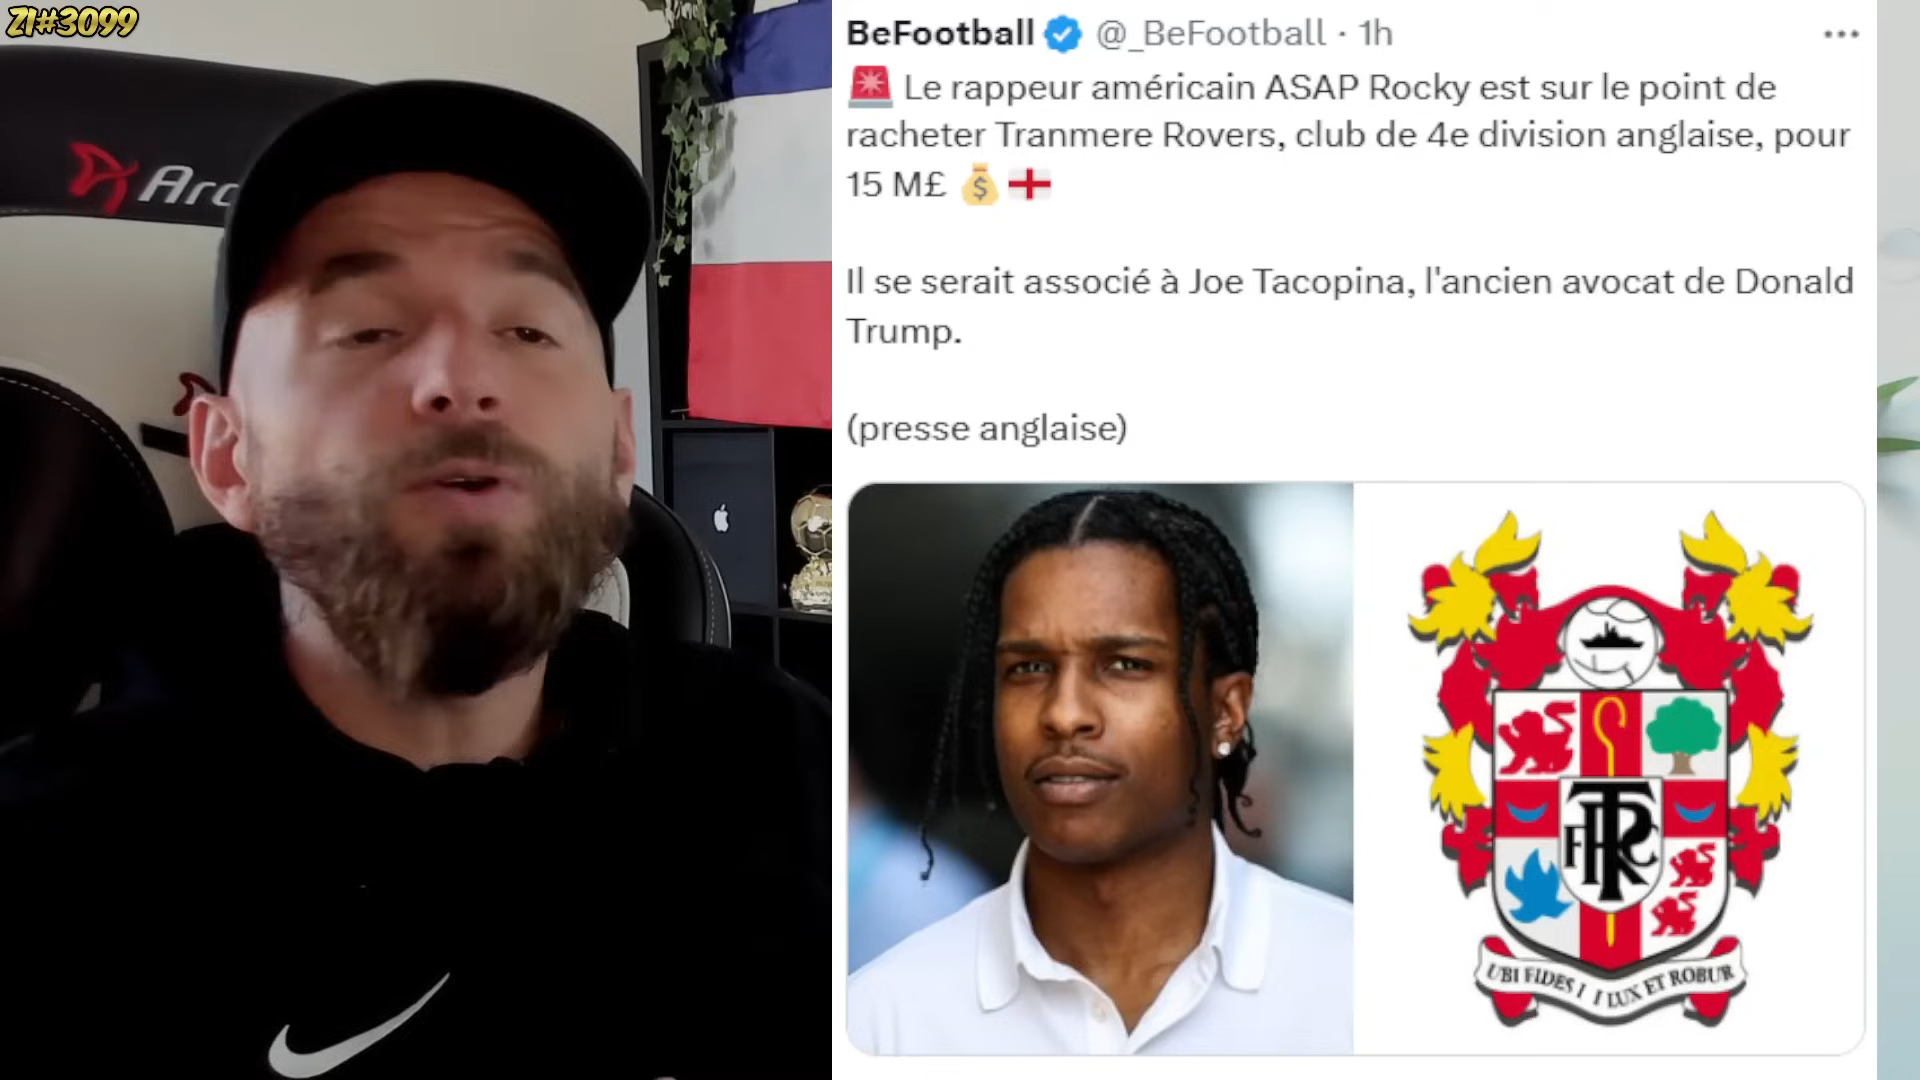 ZI#3099
Arc
BeFootball @_BeFootball · 1h
🚨 Le rappeur américain ASAP Rocky est sur le point de
racheter Tranmere Rovers, club de 4e division anglaise, pour
15 M£ 💰🏴󠁧󠁢󠁥󠁮󠁧󠁿
Il se serait associé à Joe Tacopina, l'ancien avocat de Donald
Trump.
(presse anglaise)
TRFC
UBI FIDES I I LUX ET ROBUR